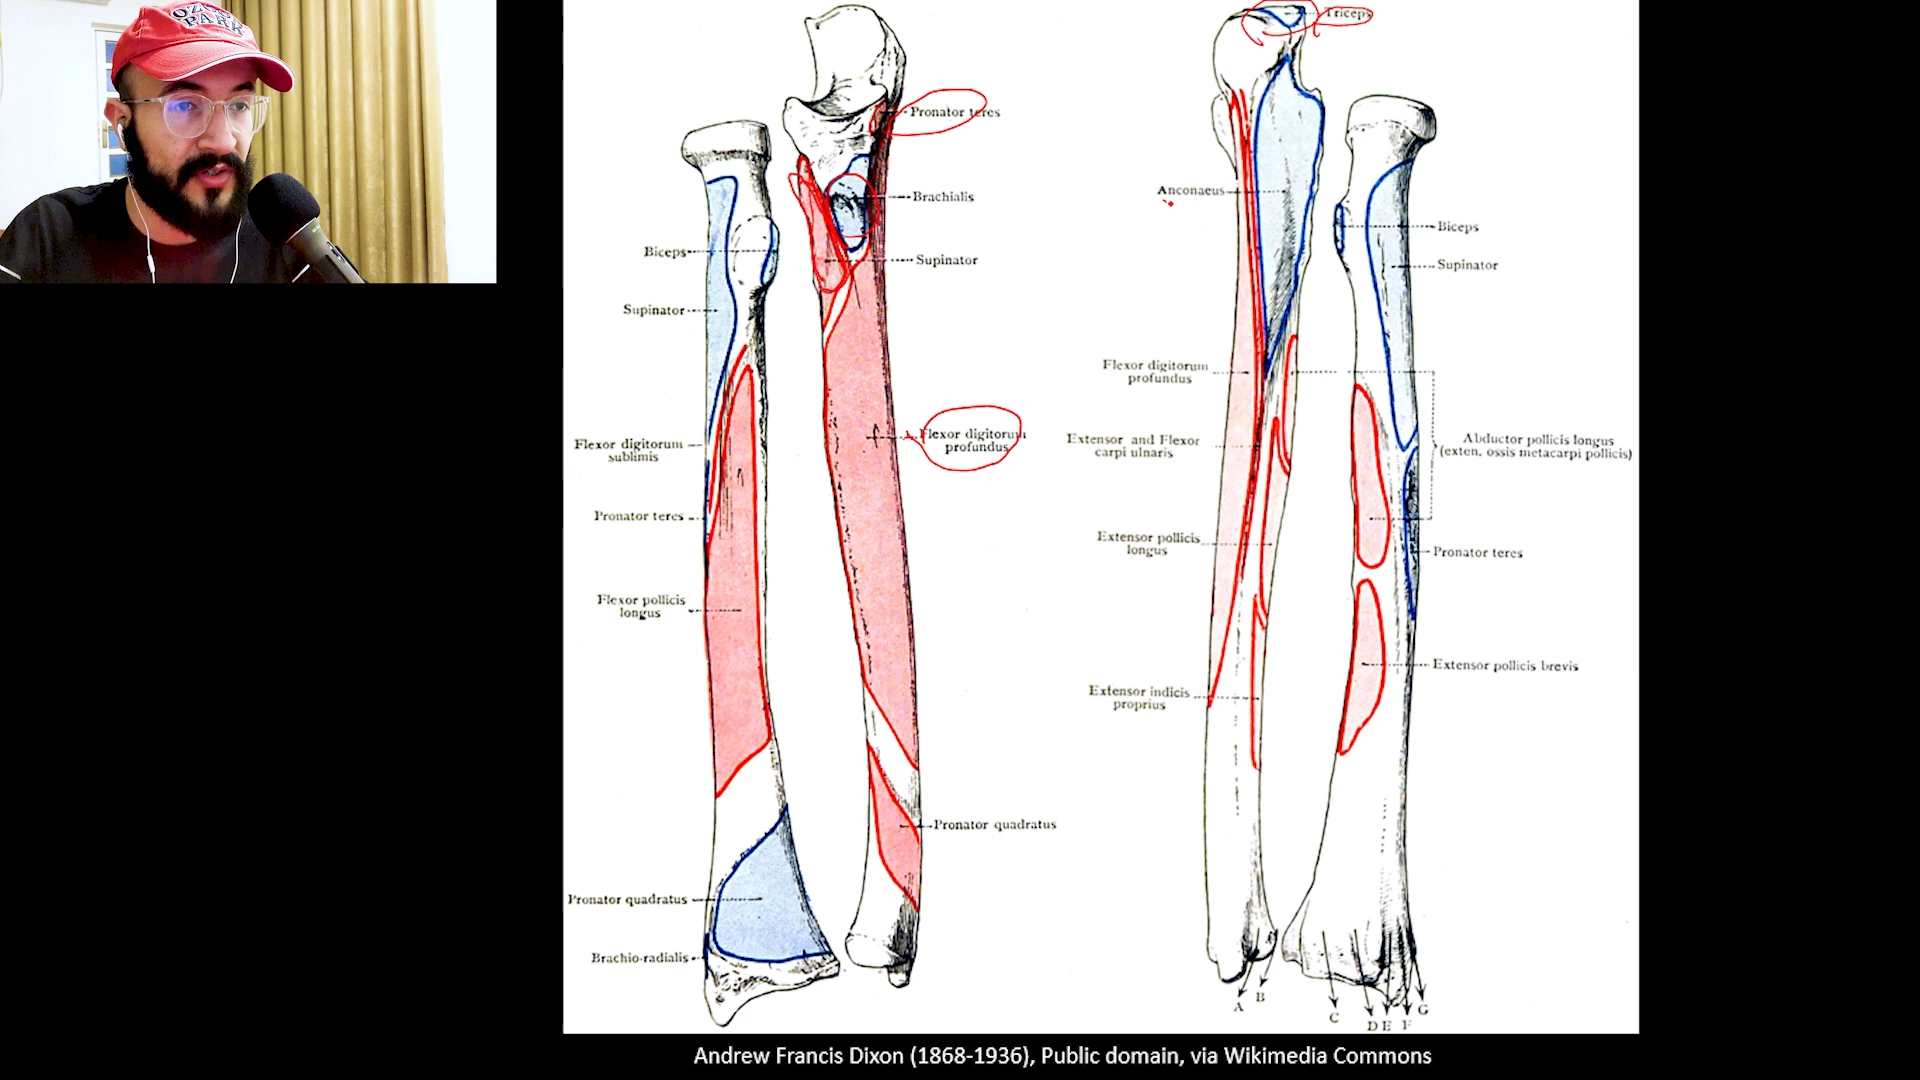 OZONE
PARK
Triceps
Pronator teres
Anconaeus
Brachialis
Biceps
Biceps
Supinator
Supinator
Supinator
Flexor digitorum
profundus
Flexor digitorum
sublimis
Flexor digitorum
profundus
Extensor and Flexor
carpi ulnaris
Abductor pollicis longus
(exten. ossis metacarpi pollicis)
Pronator teres
Extensor pollicis
longus
Pronator teres
Flexor pollicis
longus
Extensor pollicis brevis
Extensor indicis
proprius
Pronator quadratus
Pronator quadratus
Brachio-radialis
A
B
C
D E F
G
Andrew Francis Dixon (1868-1936), Public domain, via Wikimedia Commons